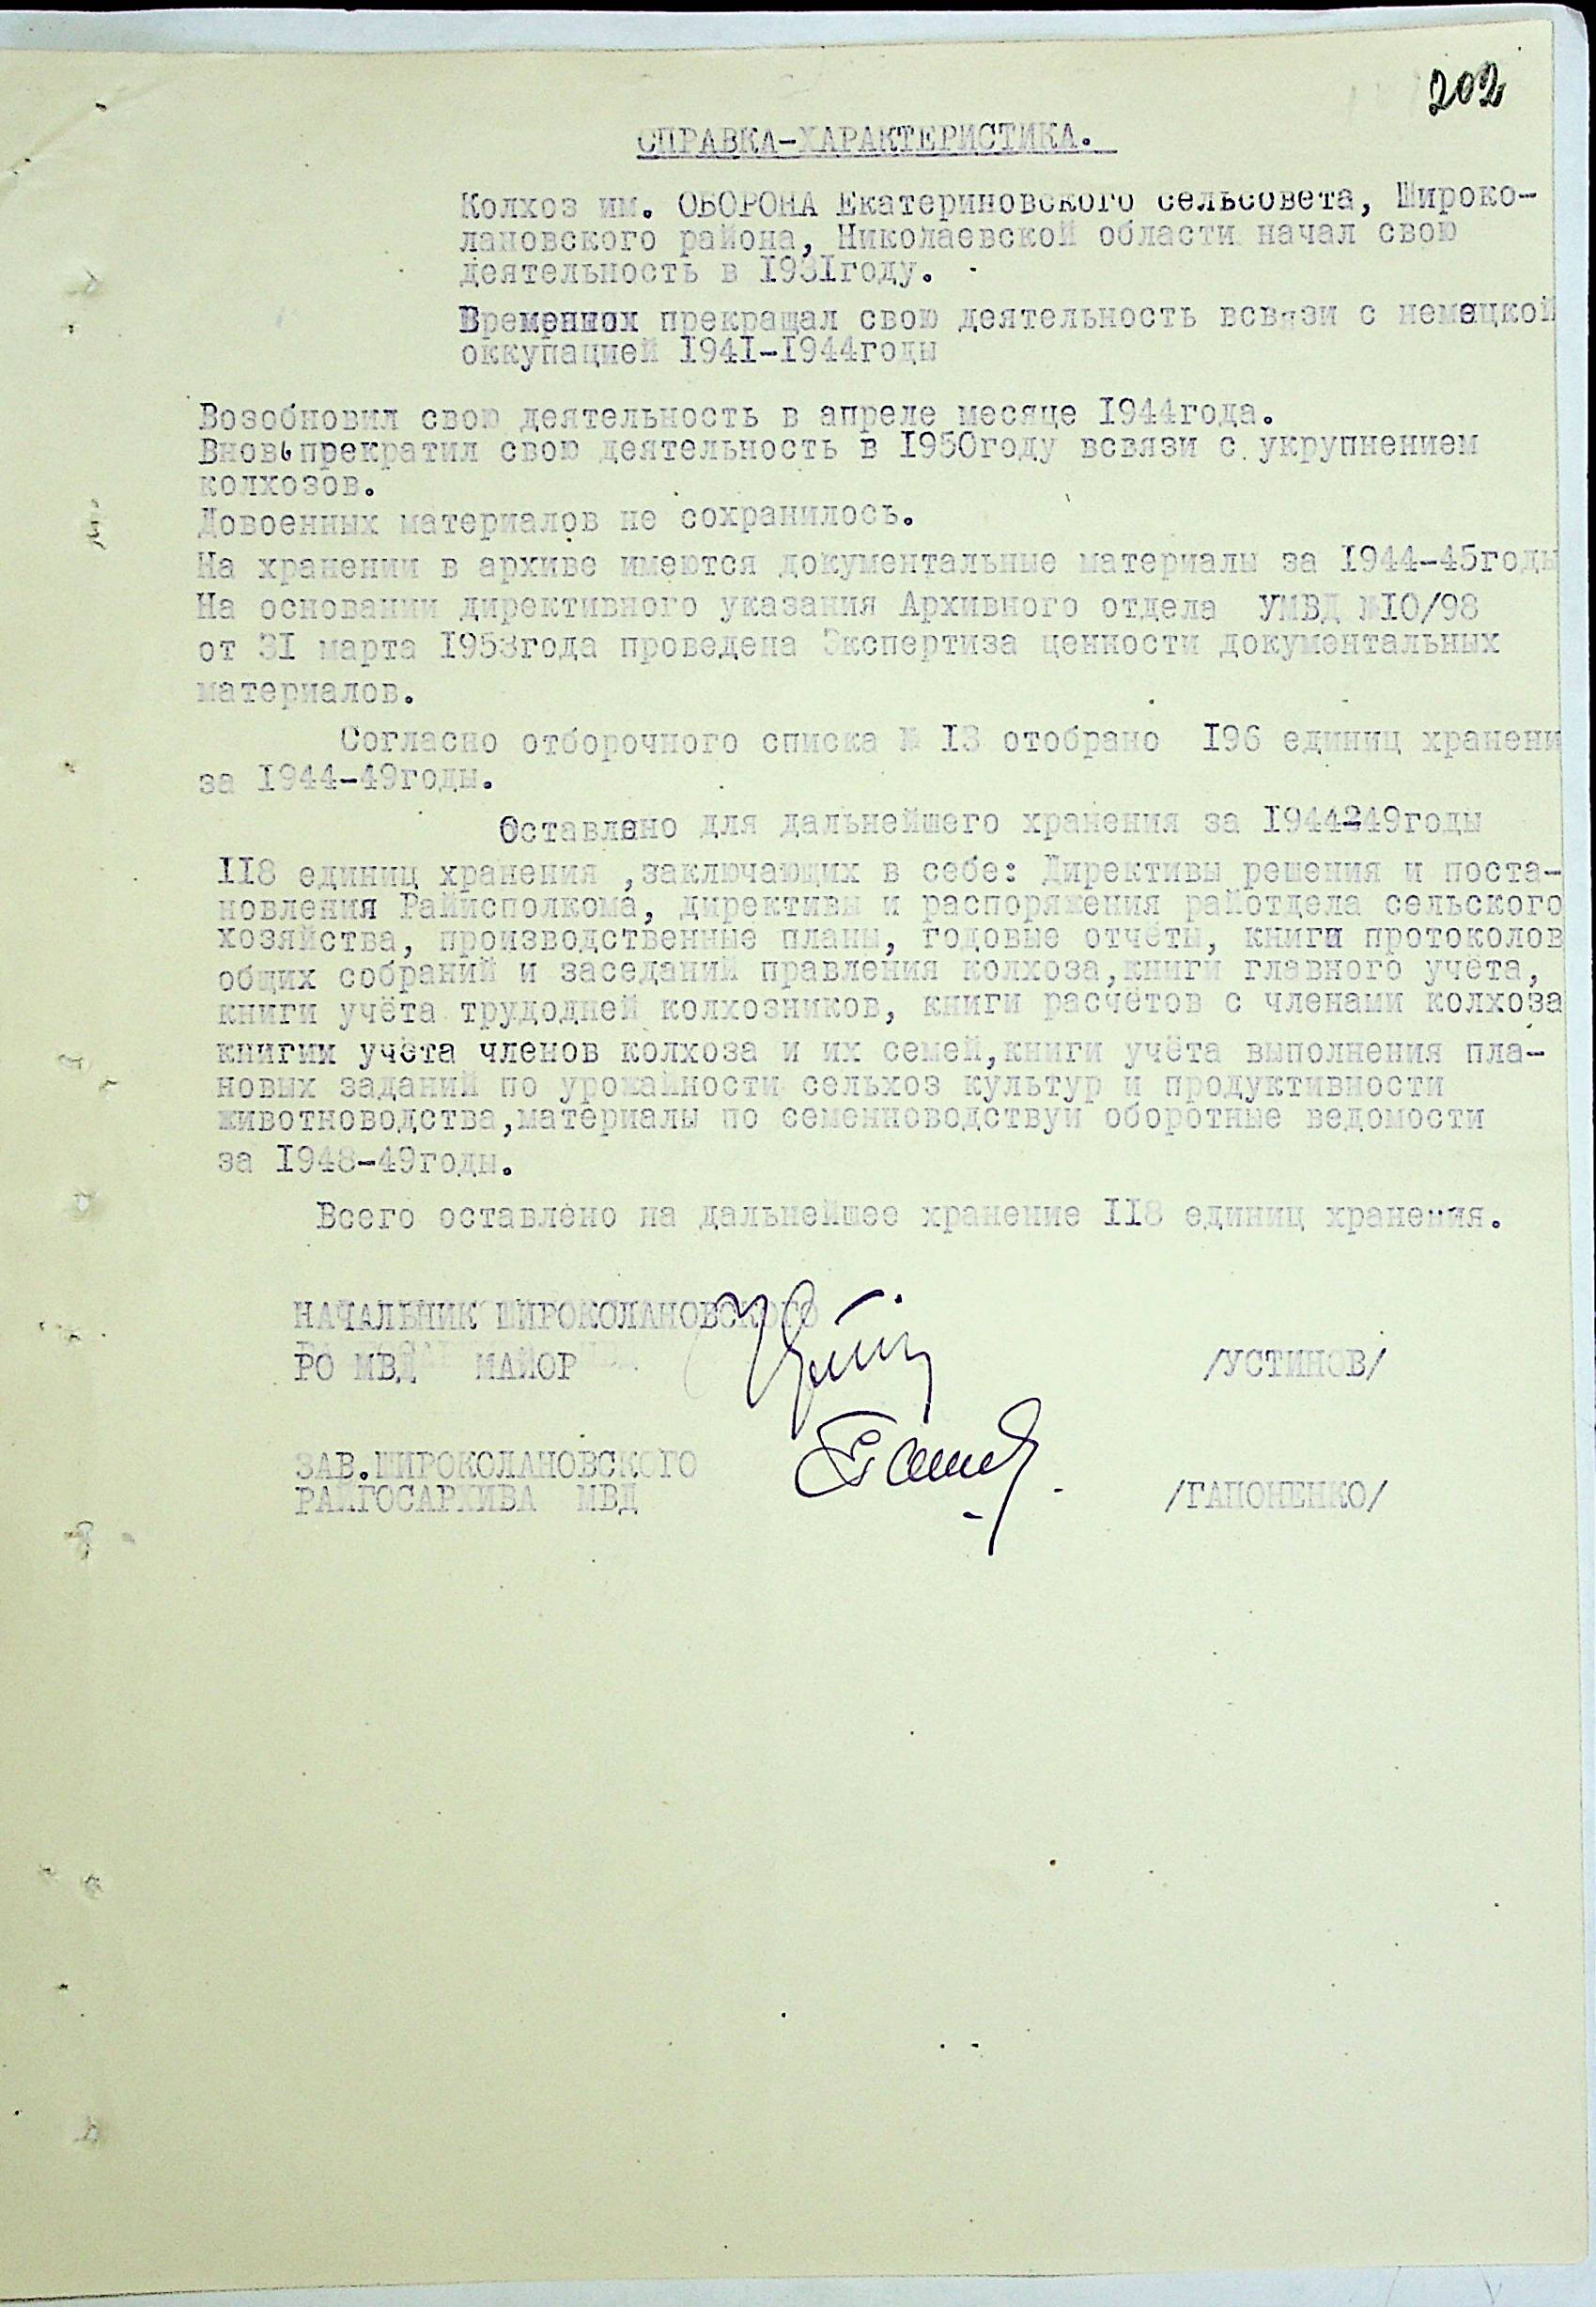 202
СПРАВКА-ХАРАКТЕРИСТИКА.
Колхоз им. ОБОРОНА Екатериновского сельсовета, Широко-
лановского района, Николаевской области начал свою
деятельность в 1931году.
Временнох прекращал свою деятельность всвязи с немецкой
оккупацией 1941-1944годы
Возобновил свою деятельность в апреле месяце 1944года.
Вновь прекратил свою деятельность в 1950году всвязи с укрупнением
колхозов.
Довоенных материалов не сохранилось.
На хранении в архиве имеются документальные материалы за 1944-45годы
На основании директивного указания Архивного отдела УМВД №10/98
от 31 марта 1953года проведена Экспертиза ценности документальных
материалов.
Согласно отборочного списка № 13 отобрано 196 единиц хранени
за 1944-49годы.
Оставлено для дальнейшего хранения за 1944-49годы
118 единиц хранения ,заключающих в себе: Директивы решения и поста-
новления Райисполкома, директивы и распоряжения райотдела сельского
хозяйства, производственные планы, годовые отчёты, книги протоколов
общих собраний и заседаний правления колхоза,книги главного учёта,
книги учёта трудодней колхозников, книги расчётов с членами колхоза
книгии учёта членов колхоза и их семей,книги учёта выполнения пла-
новых заданий по урожайности сельхоз культур и продуктивности
животноводства,материалы по семенноводствуи оборотные ведомости
за 1948-49годы.
Всего оставлено на дальнейшее хранение 118 единиц хранения.
НАЧАЛЬНИК ШИРОКОЛАНОВСКОГО
РО МВД МАЙОР /УСТИНОВ/
ЗАВ.ШИРОКОЛАНОВСКОГО
РАЙГОСАРХИВА МВД /ГАПОНЕНКО/